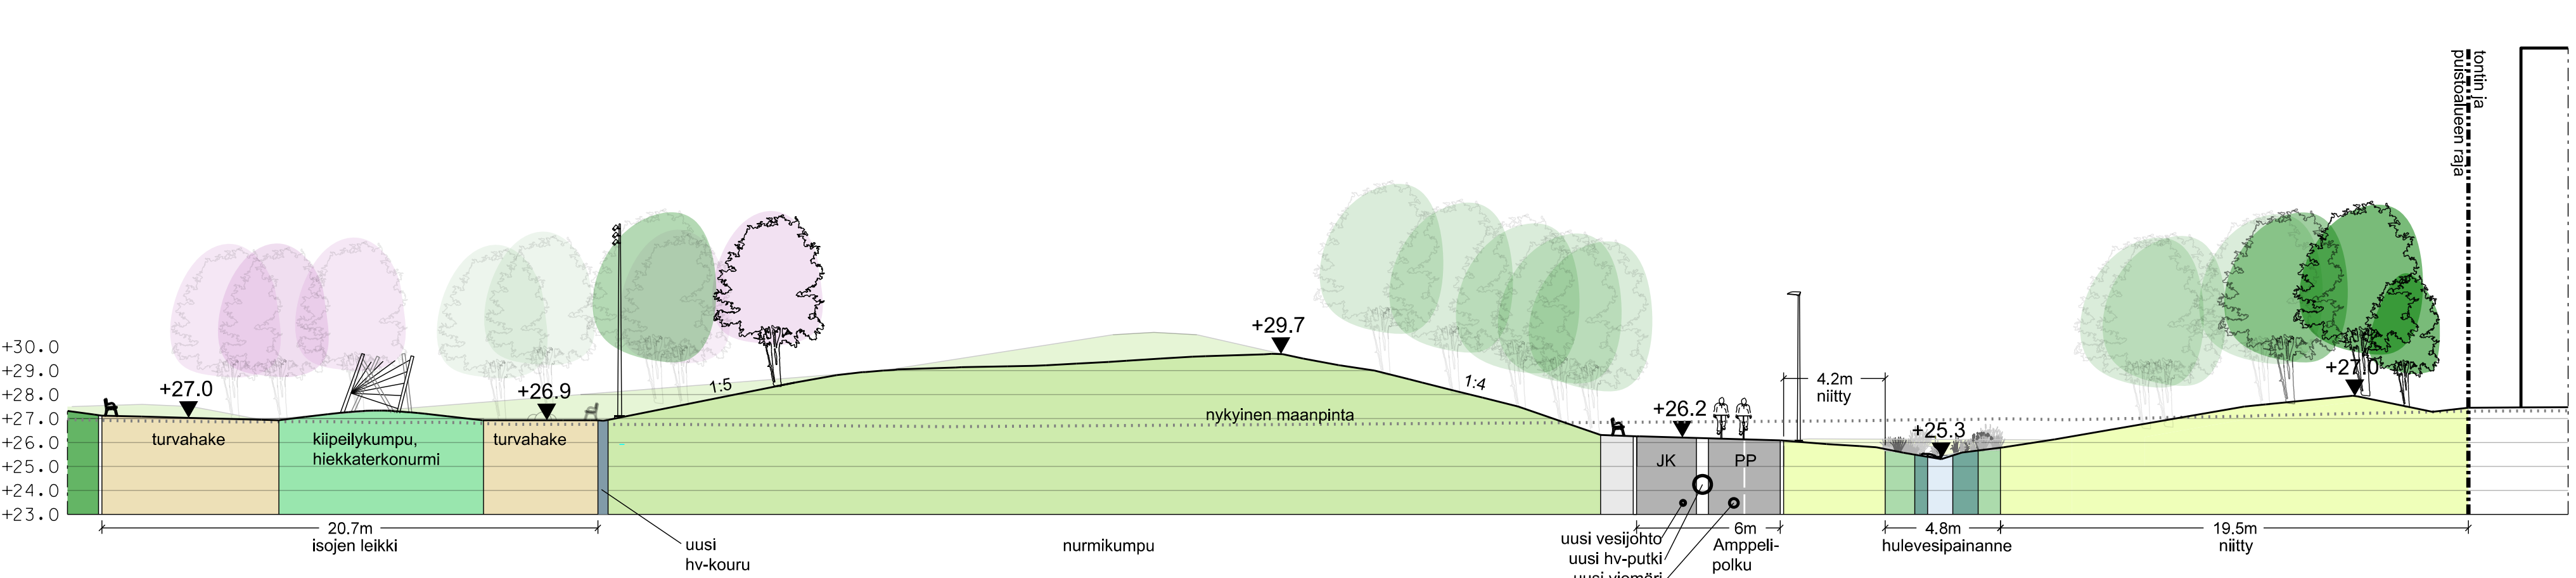 tontin ja
puistoalueen raja
+30.0
+29.0
+28.0
+27.0
+26.0
+25.0
+24.0
+23.0
+27.0
+26.9
1:5
+29.7
1:4
nykyinen maanpinta
+26.2
4.2m
niitty
+25.3
+27.0
turvahake
kiipeilykumpu,
hiekkaterkonurmi
turvahake
JK
PP
20.7m
isojen leikki
uusi
hv-kouru
nurmikumpu
uusi vesijohto
uusi hv-putki
uusi viemäri
6m
Amppeli-
polku
4.8m
hulevesipainanne
19.5m
niitty